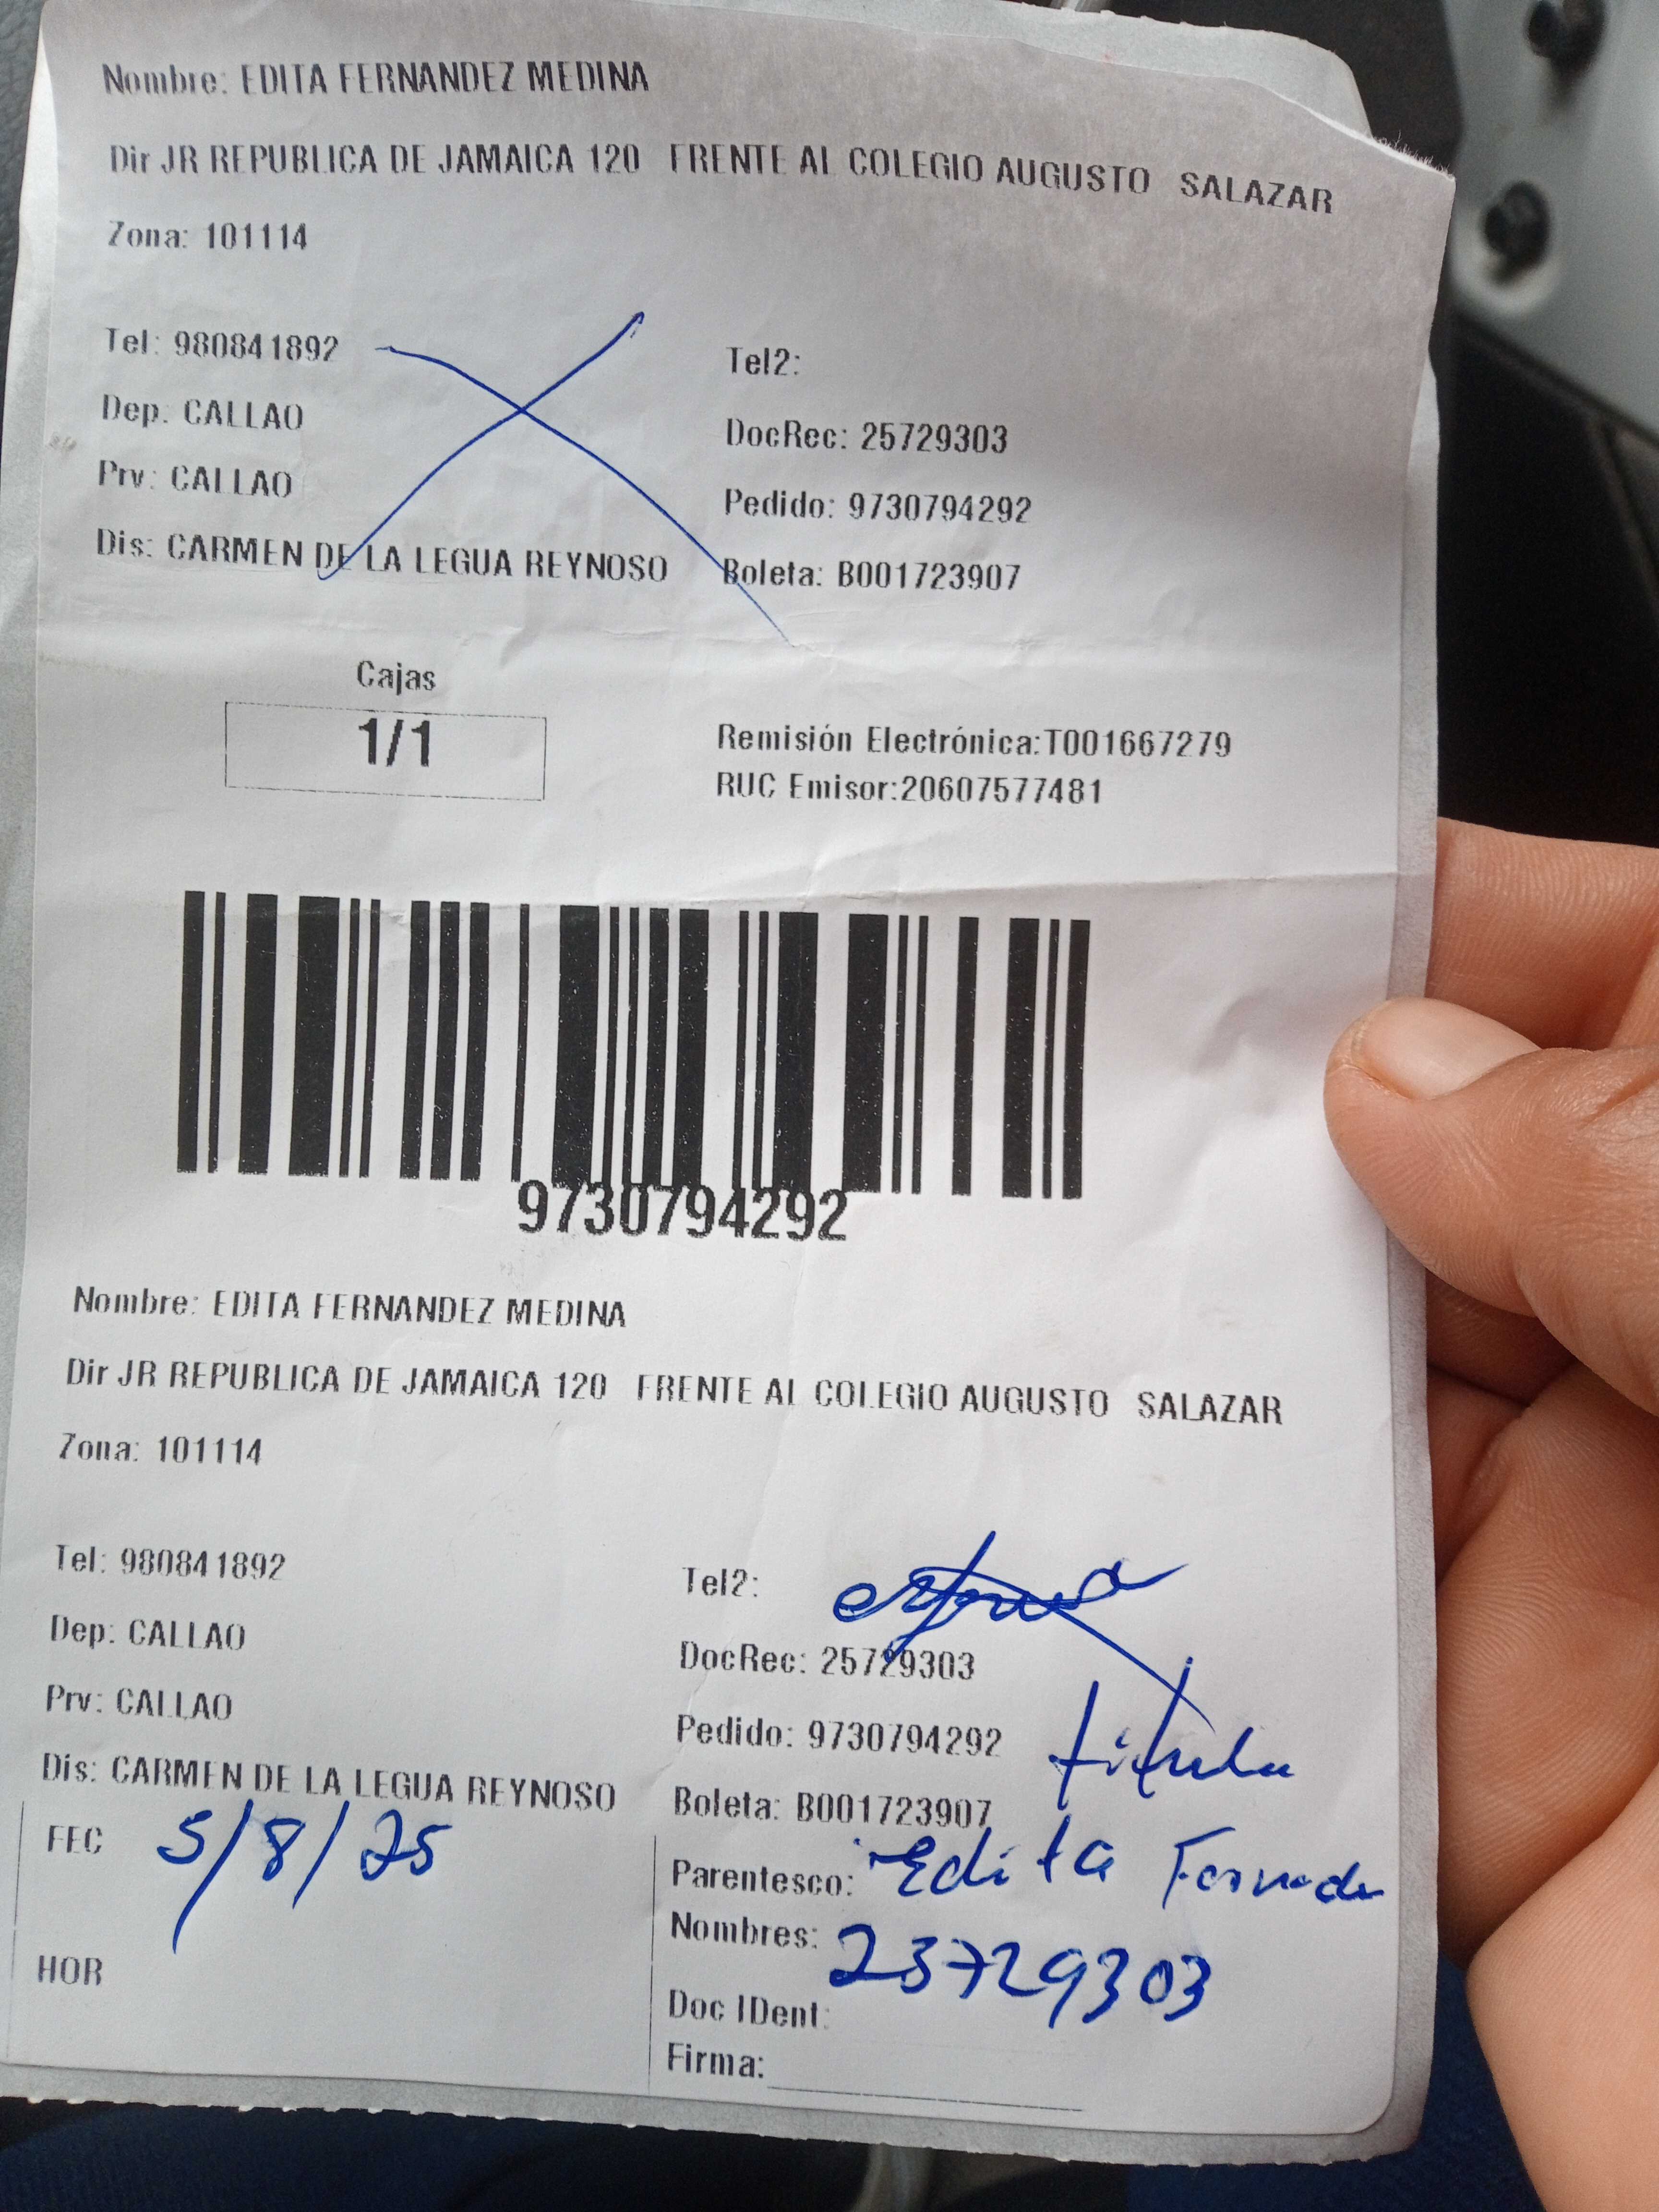 Nombre: EDITA FERNANDEZ MEDINA
Dir JR REPUBLICA DE JAMAICA 120 FRENTE AL COLEGIO AUGUSTO SALAZAR
Zona: 101114
Tel: 980841892 Tel2:
Dep: CALLAO DocRec: 25729303
Prv: CALLAO Pedido: 9730794292
Dis: CARMEN DE LA LEGUA REYNOSO Boleta: B001723907
Cajas
1/1
Remisión Electrónica:T001667279
RUC Emisor:20607577481
9730794292
Nombre: EDITA FERNANDEZ MEDINA
Dir JR REPUBLICA DE JAMAICA 120 FRENTE AL COLEGIO AUGUSTO SALAZAR
Zona: 101114
Tel: 980841892 Tel2:
Dep: CALLAO DocRec: 25729303
Prv: CALLAO Pedido: 9730794292
Dis: CARMEN DE LA LEGUA REYNOSO Boleta: B001723907
FEC 5/8/25 Parentesco: Edita
Nombres: 25729303
HOR Doc IDent:
Firma: